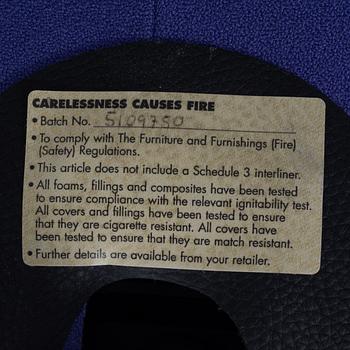 CARELESSNESS CAUSES FIRE
• Batch No. 5109750
• To comply with The Furniture and Furnishings (Fire)
(Safety) Regulations.
• This article does not include a Schedule 3 interliner.
• All foams, fillings and composites have been tested
to ensure compliance with the relevant ignitability test.
All covers and fillings have been tested to ensure
that they are cigarette resistant. All covers have
been tested to ensure that they are match resistant.
• Further details are available from your retailer.